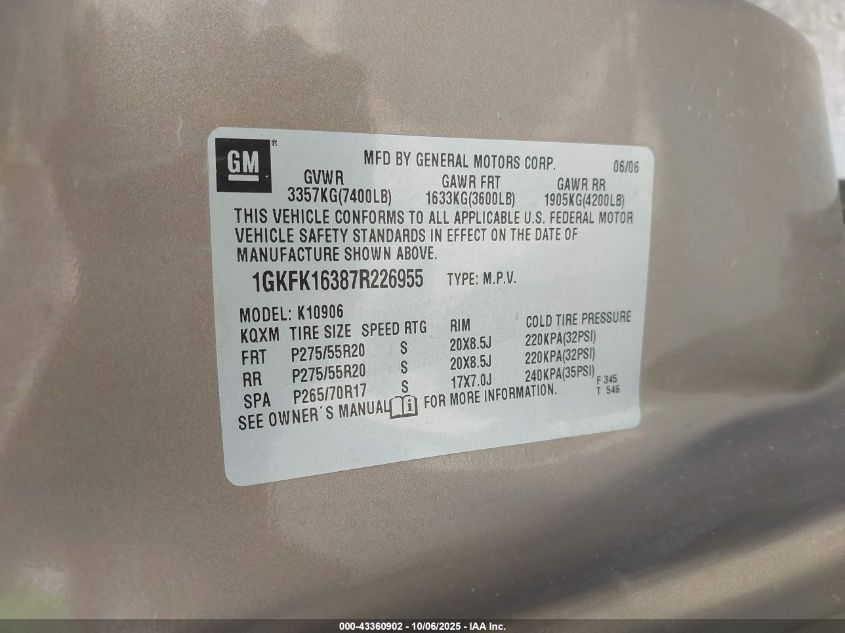 GM®
MFD BY GENERAL MOTORS CORP. 06/06
GVWR GAWR FRT GAWR RR
3357KG(7400LB) 1633KG(3600LB) 1905KG(4200LB)
THIS VEHICLE CONFORMS TO ALL APPLICABLE U.S. FEDERAL MOTOR
VEHICLE SAFETY STANDARDS IN EFFECT ON THE DATE OF
MANUFACTURE SHOWN ABOVE.
1GKFK16387R226955 TYPE: M.P.V.
MODEL: K10906
KQXM TIRE SIZE SPEED RTG RIM COLD TIRE PRESSURE
FRT P275/55R20 S 20X8.5J 220KPA(32PSI)
RR P275/55R20 S 20X8.5J 220KPA(32PSI)
SPA P265/70R17 S 17X7.0J 240KPA(35PSI)
F 345
T 546
SEE OWNER'S MANUAL i FOR MORE INFORMATION.
000-43360902 - 10/06/2025 - IAA Inc.